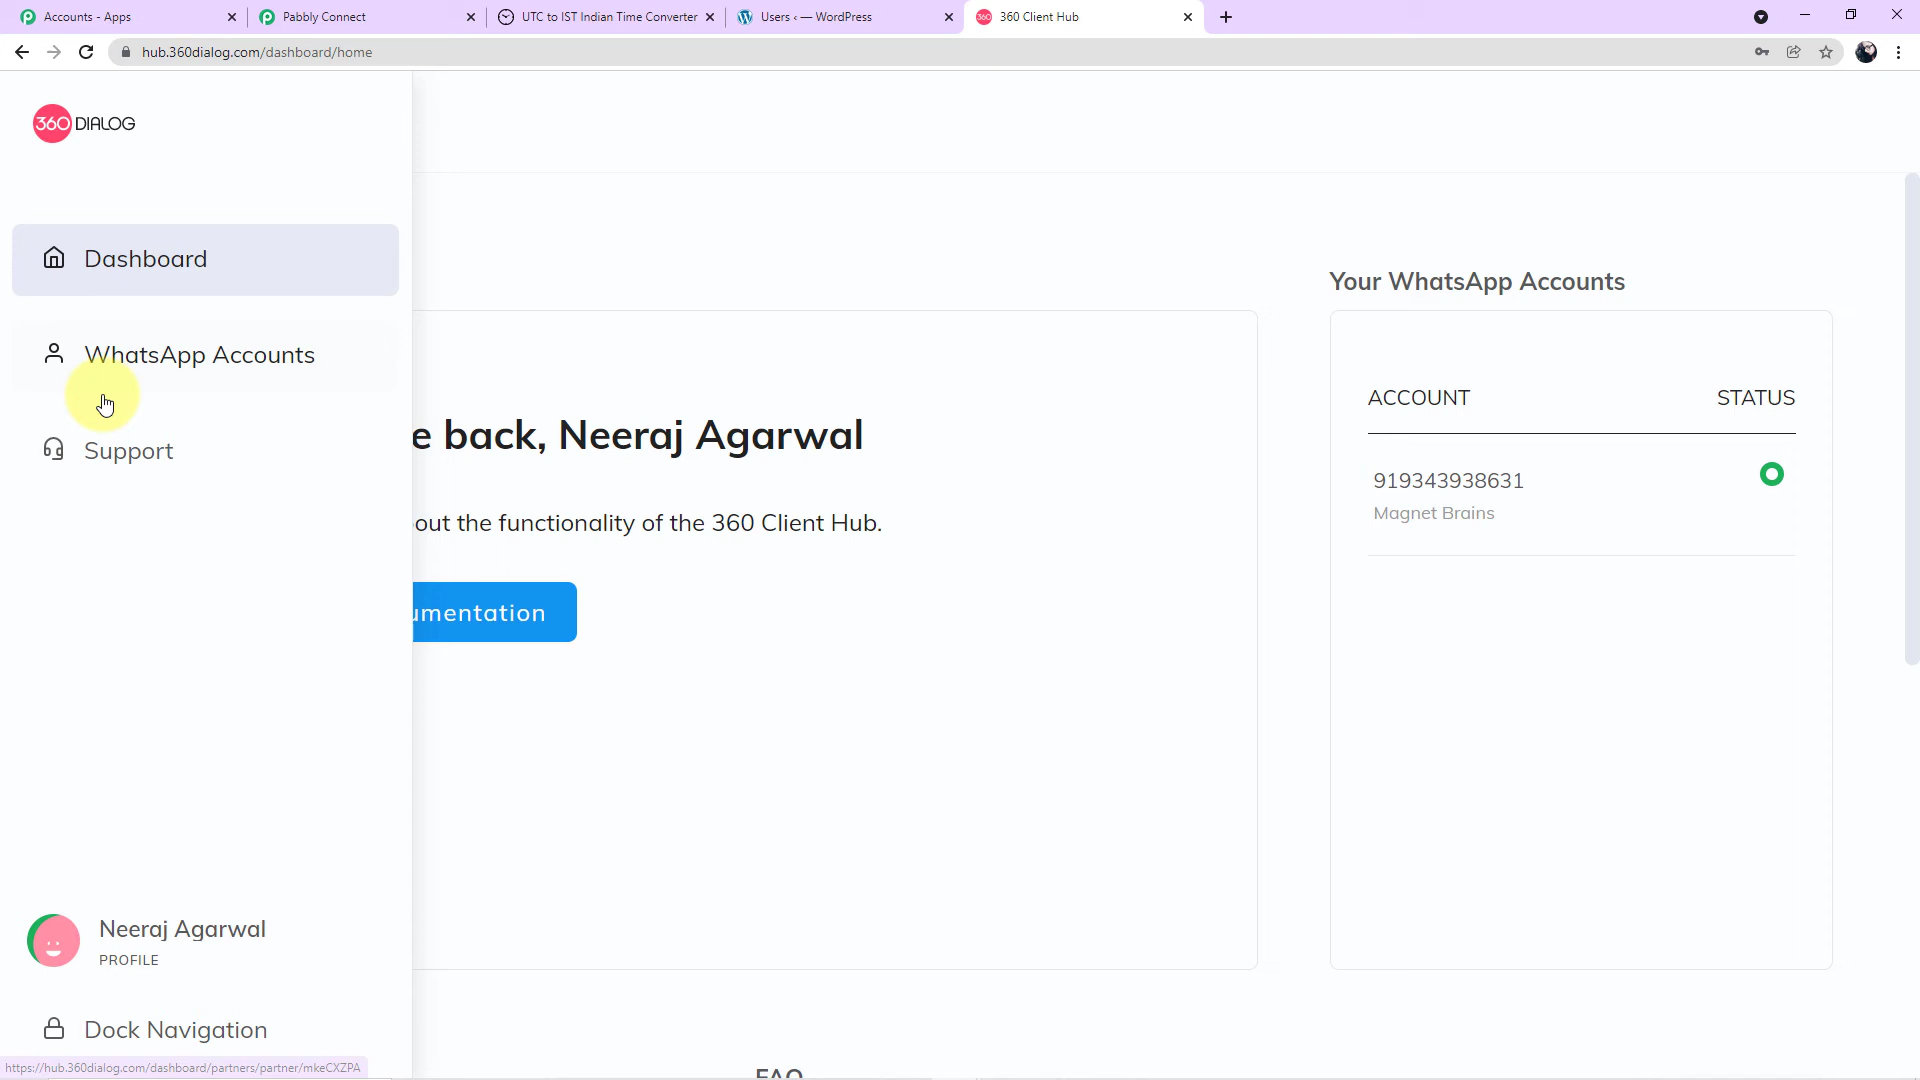 Accounts - Apps
Pabbly Connect
UTC to IST Indian Time Converter
Users ‹ — WordPress
360 Client Hub
hub.360dialog.com/dashboard/home
360 DIALOG
Dashboard
WhatsApp Accounts
Support
e back, Neeraj Agarwal
out the functionality of the 360 Client Hub.
umentation
Your WhatsApp Accounts
ACCOUNT STATUS
919343938631
Magnet Brains
Neeraj Agarwal
PROFILE
Dock Navigation
https://hub.360dialog.com/dashboard/partners/partner/mkeCXZPA
FAQ